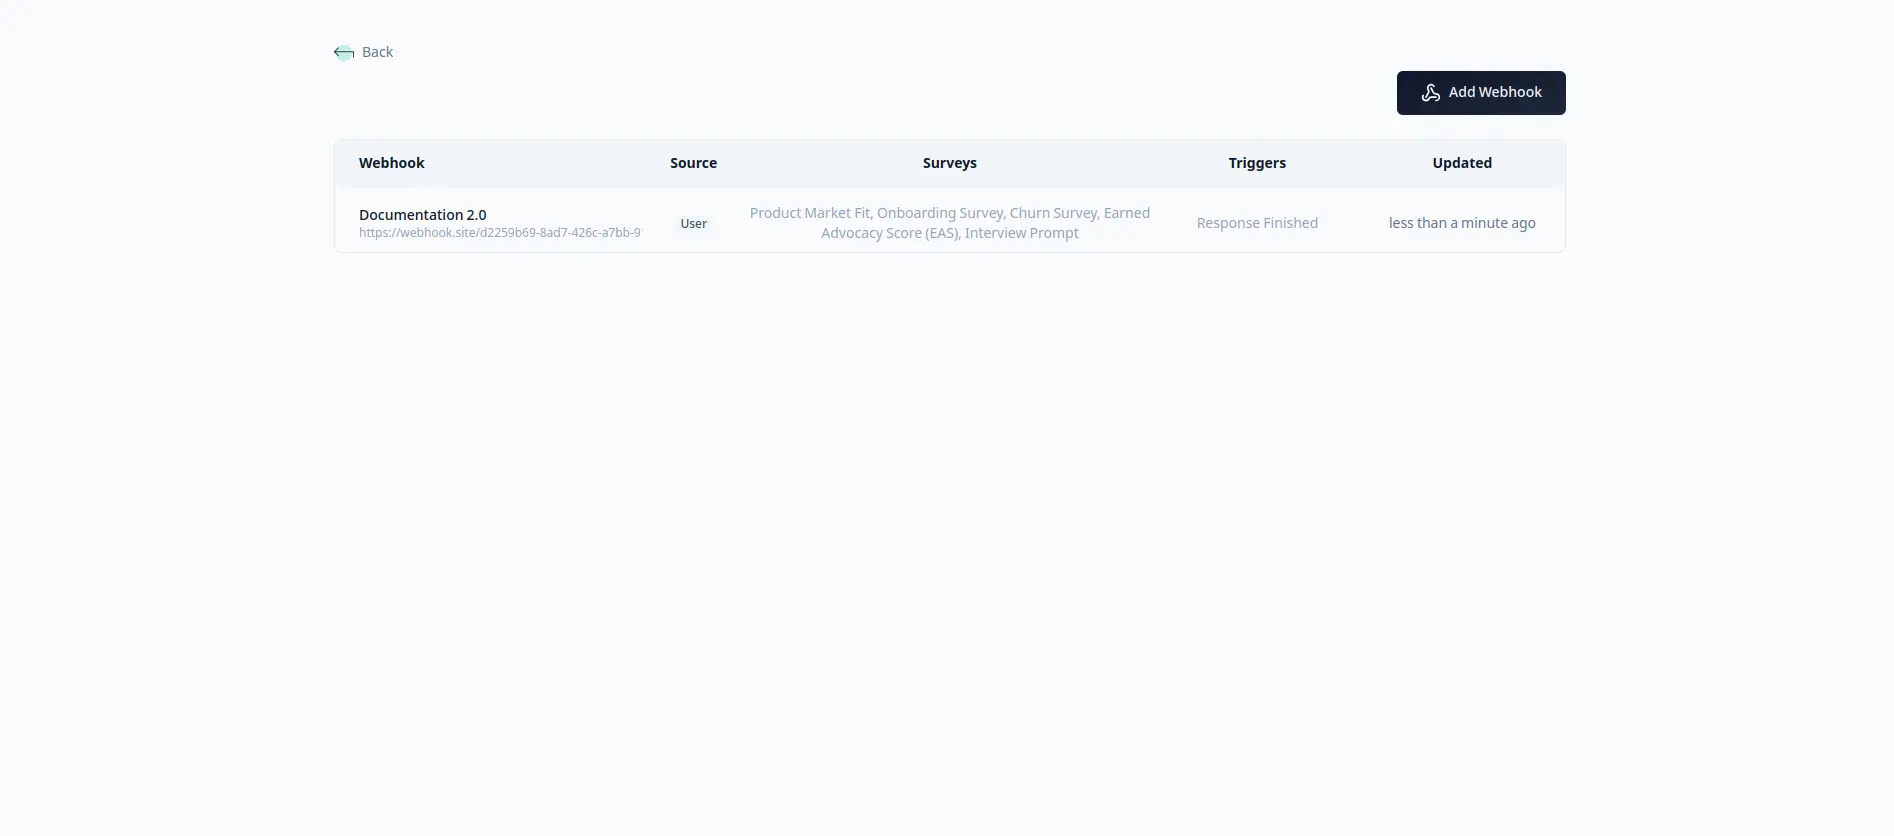 Back
Add Webhook
Webhook Source Surveys Triggers Updated
Documentation 2.0
https://webhook.site/d2259b69-8ad7-426c-a7bb-9
User
Product Market Fit, Onboarding Survey, Churn Survey, Earned
Advocacy Score (EAS), Interview Prompt
Response Finished
less than a minute ago